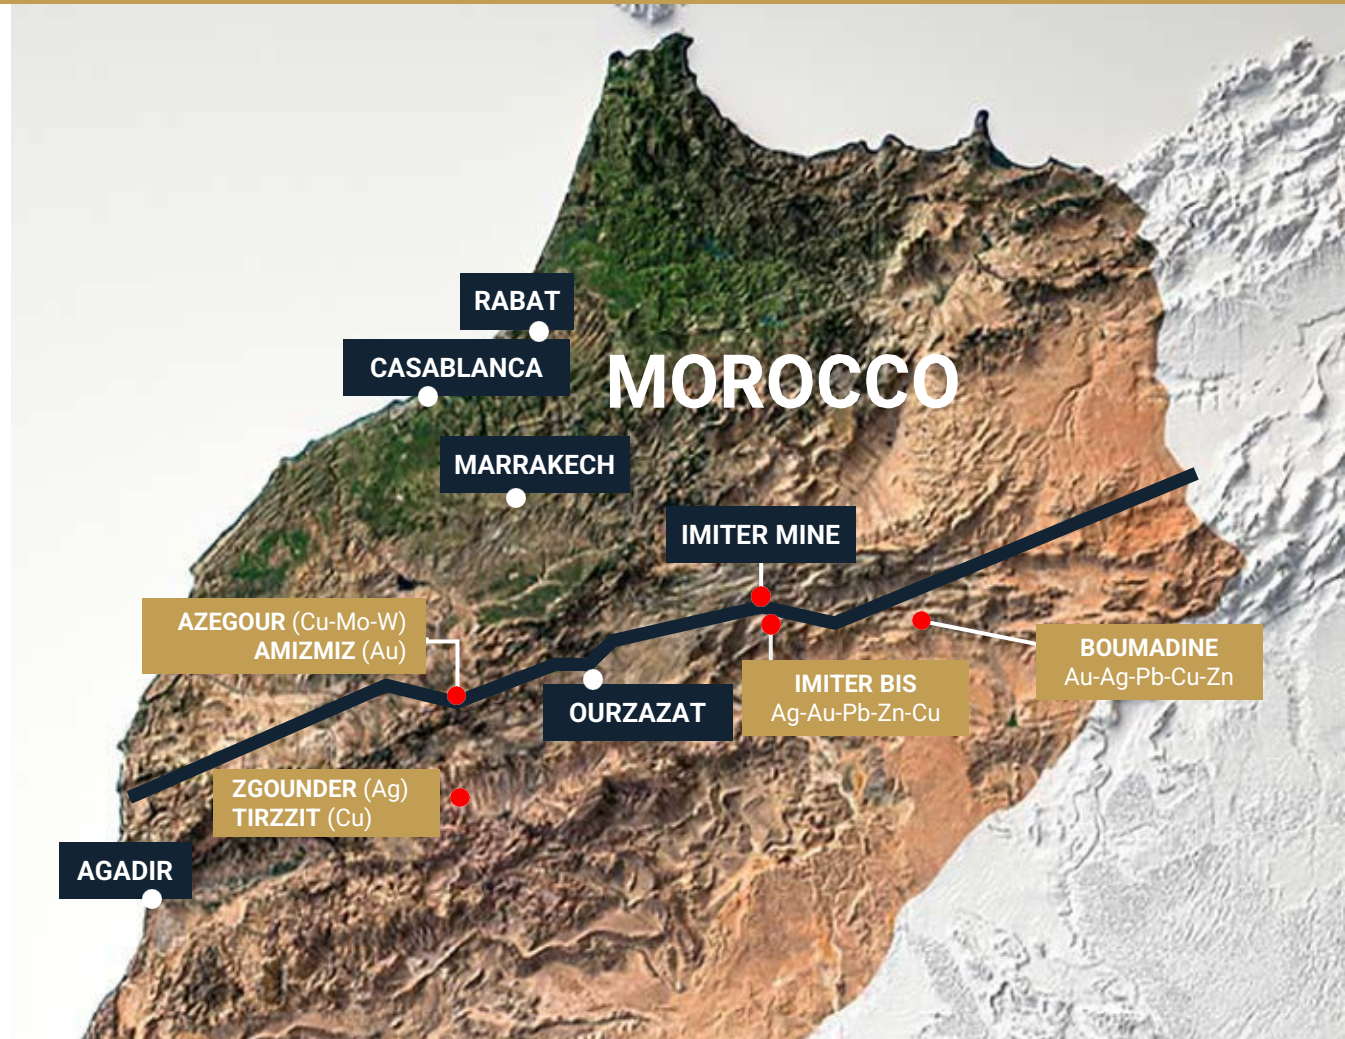 RABAT
CASABLANCA
MOROCCO
MARRAKECH
IMITER MINE
AZEGOUR (Cu-Mo-W)
AMIZMIZ (Au)
BOUMADINE
Au-Ag-Pb-Cu-Zn
IMITER BIS
Ag-Au-Pb-Zn-Cu
OURZAZAT
ZGOUNDER (Ag)
TIRZZIT (Cu)
AGADIR